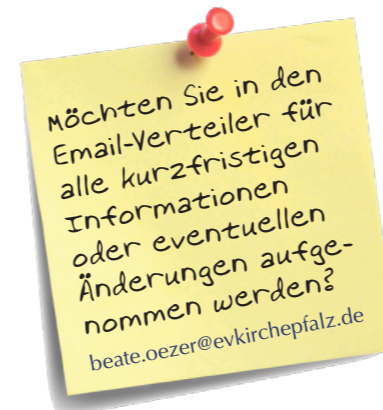 Möchten Sie in den
Email-Verteiler für
alle kurzfristigen
Informationen
oder eventuellen
Änderungen aufge-
nommen werden?
beate.oezer@evkirchepfalz.de